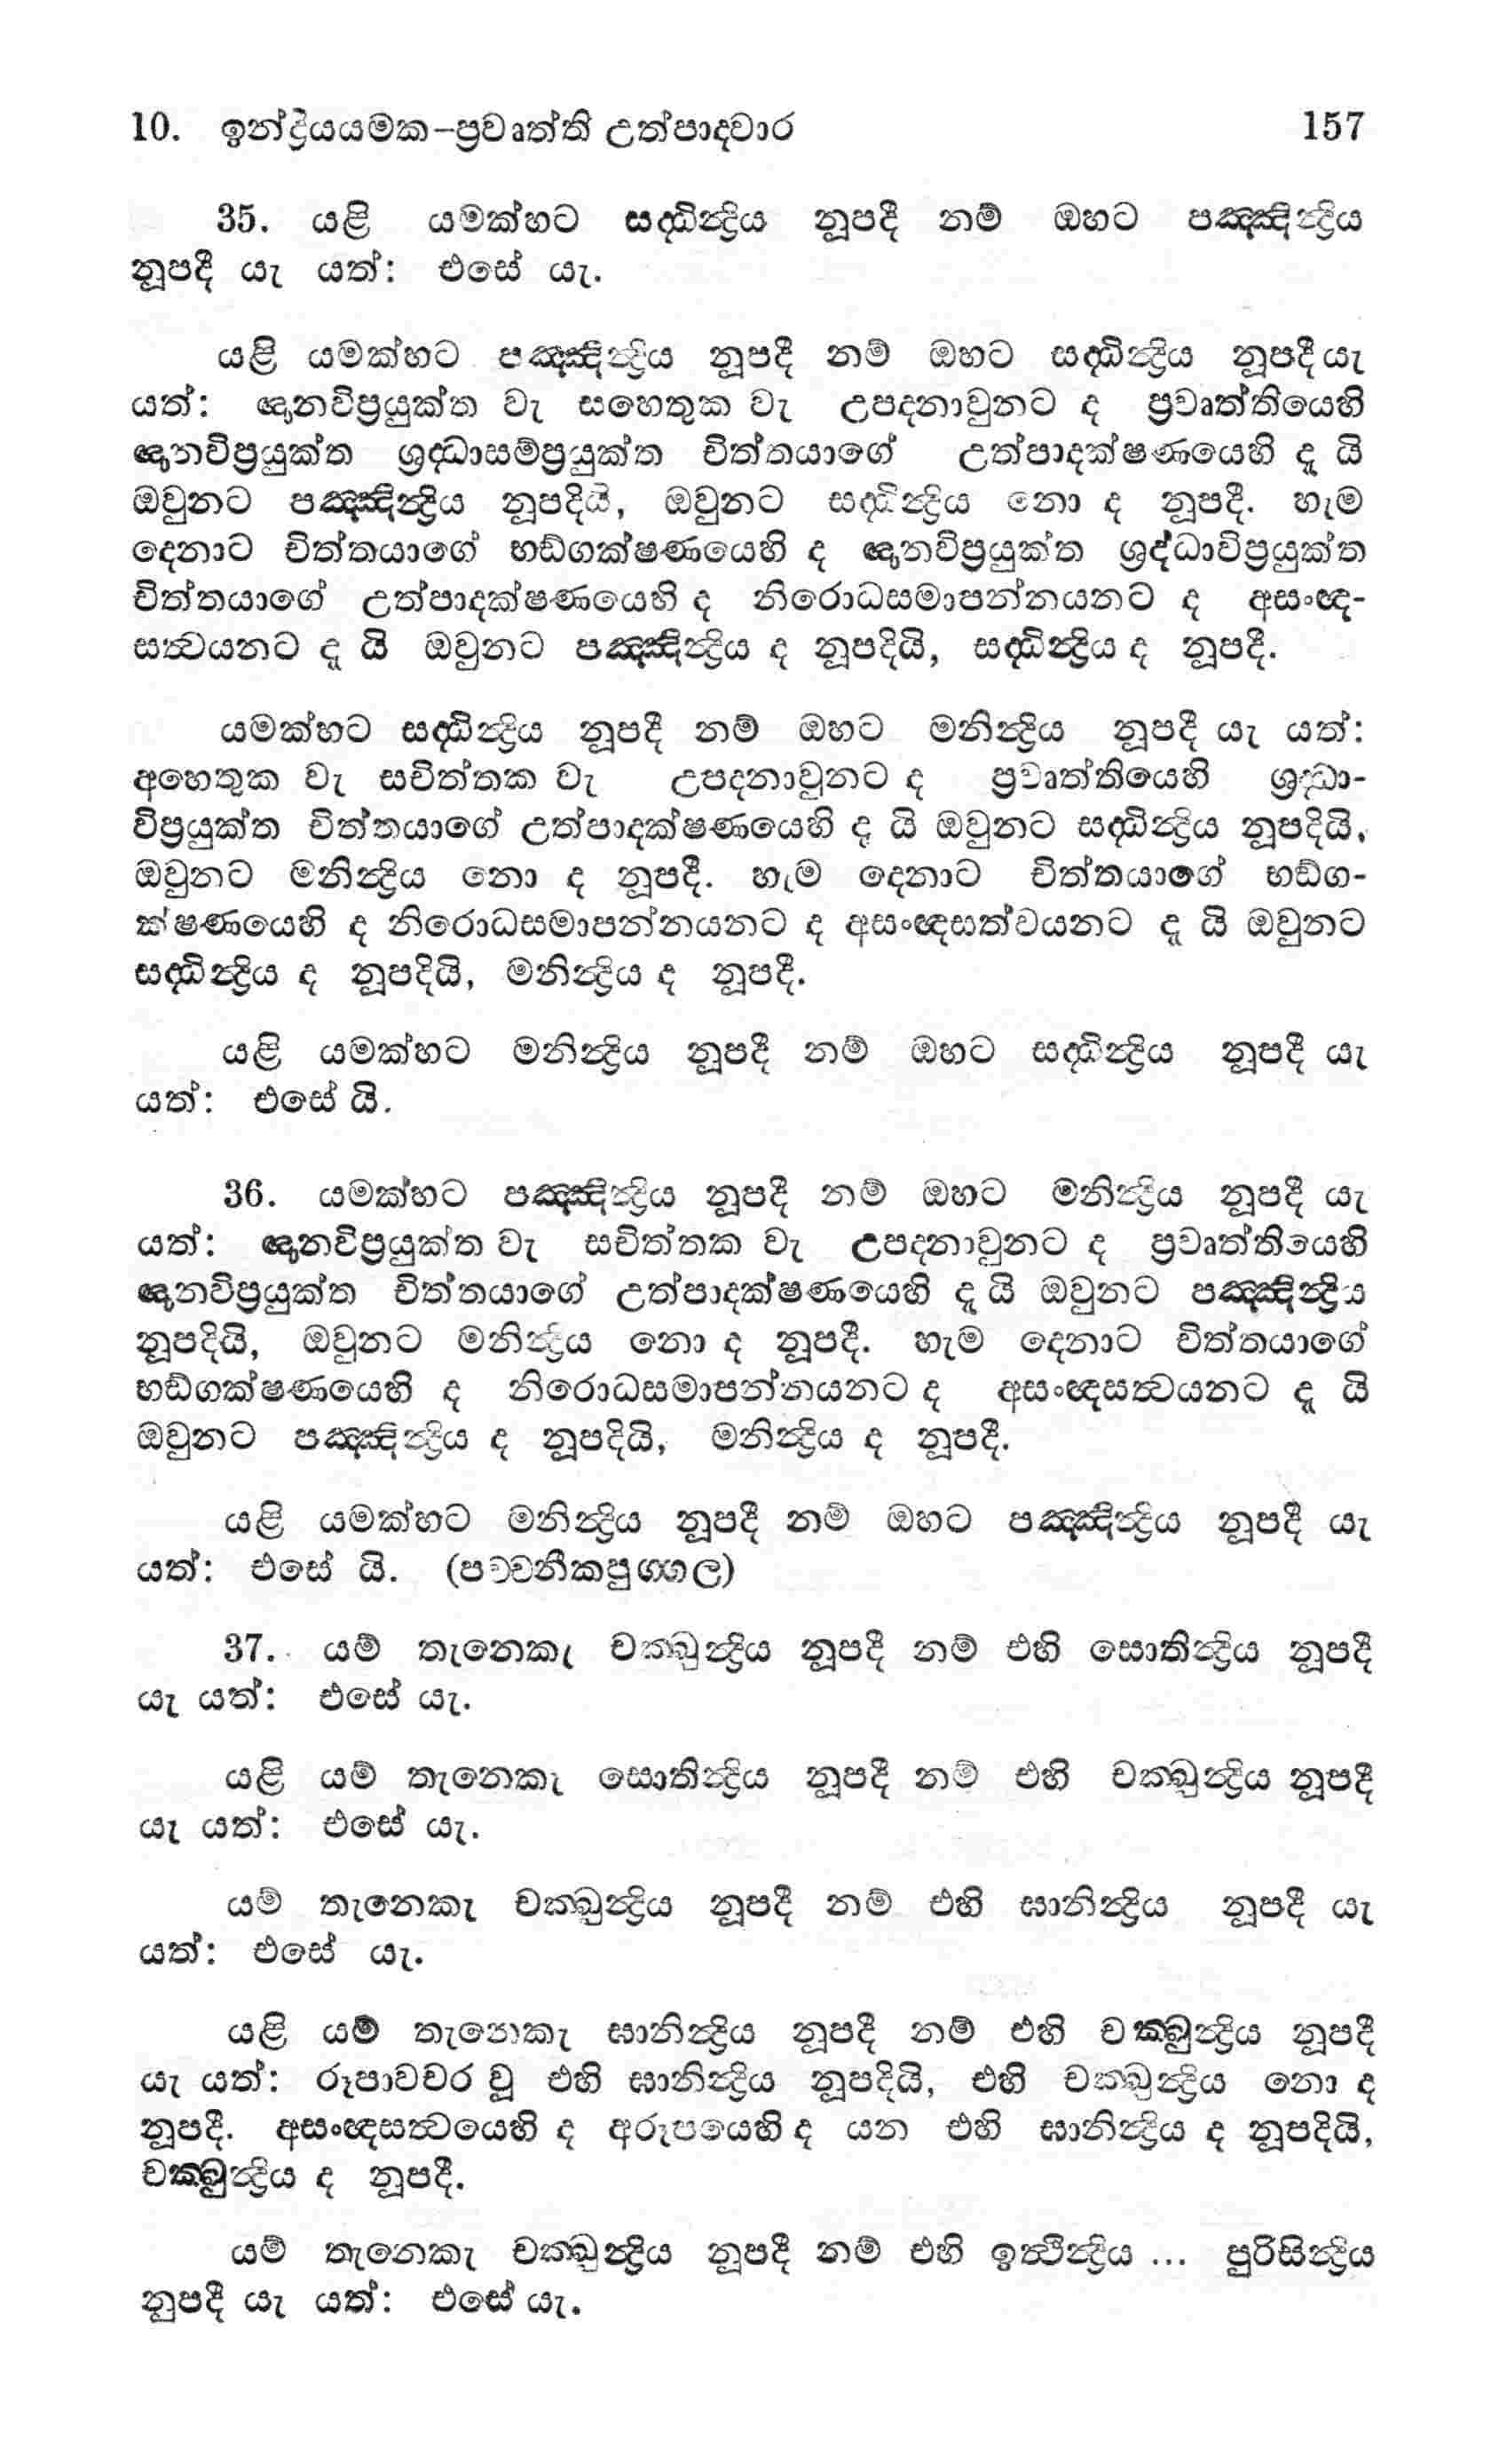 10. ඉන්ද්‍රියයමක–ප්‍රවෘත්ති උත්පාදවාර 157
35. යළි යමක්හට සද්ධින්ද්‍රිය නූපදී නම් ඔහට පඤ්ඤින්ද්‍රිය
නූපදී යැ යත්: එසේ යැ.
යළි යමක්හට පඤ්ඤින්ද්‍රිය නූපදී නම් ඔහට සද්ධින්ද්‍රිය නූපදී යැ
යත්: ඥානවිප්‍රයුක්ත වැ සහෙතුක වැ උපදනාවුනට ද ප්‍රවෘත්තියෙහි
ඥානවිප්‍රයුක්ත ශ්‍රද්ධාසම්ප්‍රයුක්ත චිත්තයාගේ උත්පාදක්ෂණයෙහි දැ යි
ඔවුනට පඤ්ඤින්ද්‍රිය නූපදියි, ඔවුනට සද්ධින්ද්‍රිය නො ද නූපදී. හැම
දෙනාට චිත්තයාගේ භඞ්ගක්ෂණයෙහි ද ඥානවිප්‍රයුක්ත ශ්‍රද්ධාවිප්‍රයුක්ත
චිත්තයාගේ උත්පාදක්ෂණයෙහි ද නිරොධසමාපන්නයනට ද අසංඥ-
සත්ත්‍වයනට දැ යි ඔවුනට පඤ්ඤින්ද්‍රිය ද නූපදියි, සද්ධින්ද්‍රිය ද නූපදී.
යමක්හට සද්ධින්ද්‍රිය නූපදී නම් ඔහට මනින්ද්‍රිය නූපදී යැ යත්:
අහෙතුක වැ සචිත්තක වැ උපදනාවුනට ද ප්‍රවෘත්තියෙහි ශ්‍රද්ධා-
විප්‍රයුක්ත චිත්තයාගේ උත්පාදක්ෂණයෙහි දැ යි ඔවුනට සද්ධින්ද්‍රිය නූපදියි,
ඔවුනට මනින්ද්‍රිය නො ද නූපදී. හැම දෙනාට චිත්තයාගේ භඞ්ග-
ක්ෂණයෙහි ද නිරොධසමාපන්නයනට ද අසංඥසත්වයනට දැ යි ඔවුනට
සද්ධින්ද්‍රිය ද නූපදියි, මනින්ද්‍රිය ද නූපදී.
යළි යමක්හට මනින්ද්‍රිය නූපදී නම් ඔහට සද්ධින්ද්‍රිය නූපදී යැ
යත්: එසේ යි.
36. යමක්හට පඤ්ඤින්ද්‍රිය නූපදී නම් ඔහට මනින්ද්‍රිය නූපදී යැ
යත්: ඥානවිප්‍රයුක්ත වැ සචිත්තක වැ උපදනාවුනට ද ප්‍රවෘත්තියෙහි
ඥානවිප්‍රයුක්ත චිත්තයාගේ උත්පාදක්ෂණයෙහි දැ යි ඔවුනට පඤ්ඤින්ද්‍රිය
නූපදියි, ඔවුනට මනින්ද්‍රිය නො ද නූපදී. හැම දෙනාට චිත්තයාගේ
භඞ්ගක්ෂණයෙහි ද නිරොධසමාපන්නයනට ද අසංඥසත්ත්‍වයනට දැ යි
ඔවුනට පඤ්ඤින්ද්‍රිය ද නූපදියි, මනින්ද්‍රිය ද නූපදී.
යළි යමක්හට මනින්ද්‍රිය නූපදී නම් ඔහට පඤ්ඤින්ද්‍රිය නූපදී යැ
යත්: එසේ යි. (පච්චනීකපුග්ගල)
37. යම් තැනෙකැ චක්ඛුන්ද්‍රිය නූපදී නම් එහි සොතින්ද්‍රිය නූපදී
යැ යත්: එසේ යැ.
යළි යම් තැනෙකැ සොතින්ද්‍රිය නූපදී නම් එහි චක්ඛුන්ද්‍රිය නූපදී
යැ යත්: එසේ යැ.
යම් තැනෙකැ චක්ඛුන්ද්‍රිය නූපදී නම් එහි ඝානින්ද්‍රිය නූපදී යැ
යත්: එසේ යැ.
යළි යම් තැනෙකැ ඝානින්ද්‍රිය නූපදී නම් එහි චක්ඛුන්ද්‍රිය නූපදී
යැ යත්: රූපාවචර වූ එහි ඝානින්ද්‍රිය නූපදියි, එහි චක්ඛුන්ද්‍රිය නො ද
නූපදී. අසංඥසත්ත්‍වයෙහි ද අරූපයෙහි ද යන එහි ඝානින්ද්‍රිය ද නූපදියි,
චක්ඛුන්ද්‍රිය ද නූපදී.
යම් තැනෙකැ චක්ඛුන්ද්‍රිය නූපදී නම් එහි ඉත්ථින්ද්‍රිය ... පුරිසින්ද්‍රිය
නුපදී යැ යත්: එසේ යැ.